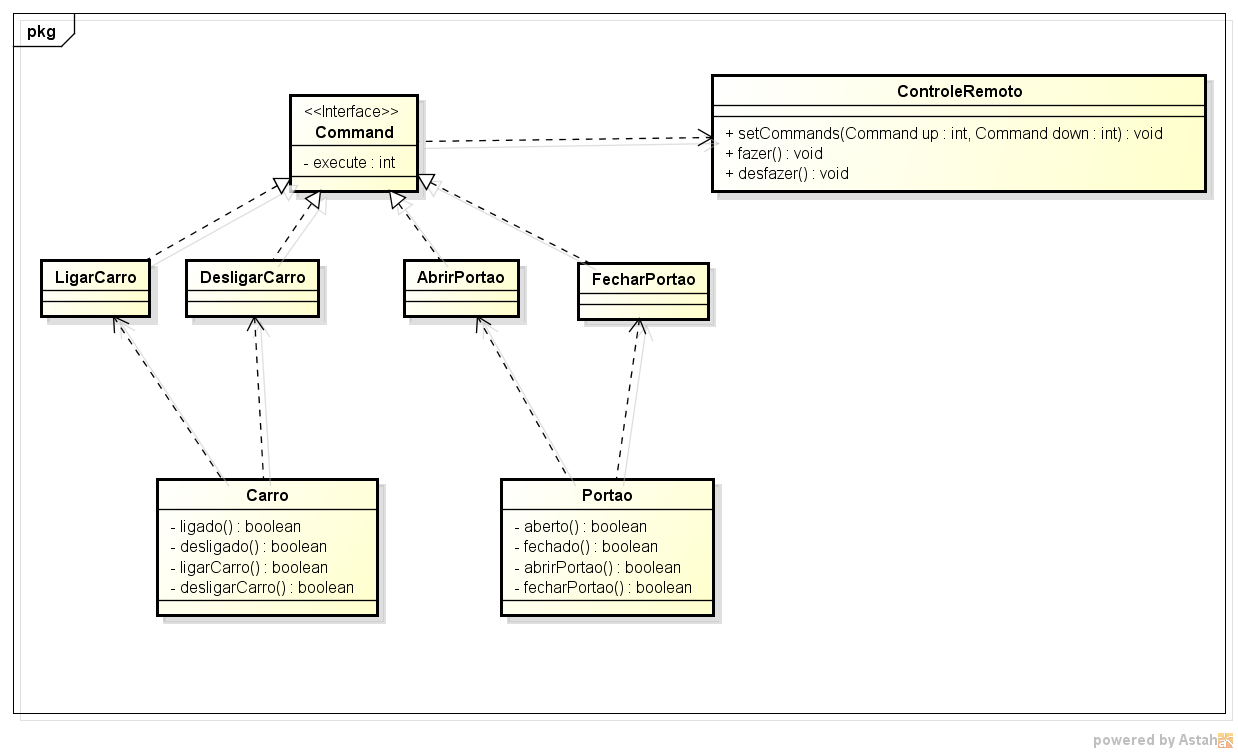 pkg
<<Interface>>
Command
- execute : int
ControleRemoto
+ setCommands(Command up : int, Command down : int) : void
+ fazer() : void
+ desfazer() : void
LigarCarro
DesligarCarro
AbrirPortao
FecharPortao
Carro
- ligado() : boolean
- desligado() : boolean
- ligarCarro() : boolean
- desligarCarro() : boolean
Portao
- aberto() : boolean
- fechado() : boolean
- abrirPortao() : boolean
- fecharPortao() : boolean
powered by Astah